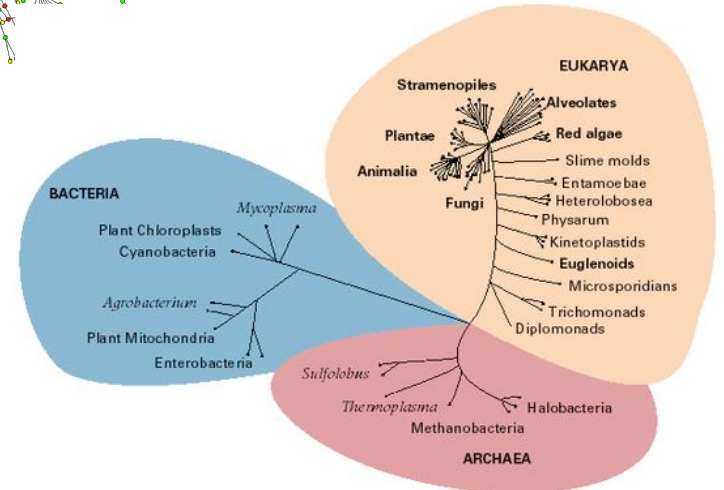 EUKARYA
Stramenopiles
Alveolates
Plantae
Red algae
Slime molds
Animalia
Entamoebae
Heterolobosea
Fungi
Physarum
Kinetoplastids
Euglenoids
Microsporidians
Trichomonads
Diplomonads
BACTERIA
Mycoplasma
Plant Chloroplasts
Cyanobacteria
Agrobacterium
Plant Mitochondria
Enterobacteria
Sulfolobus
Thermoplasma
Halobacteria
Methanobacteria
ARCHAEA